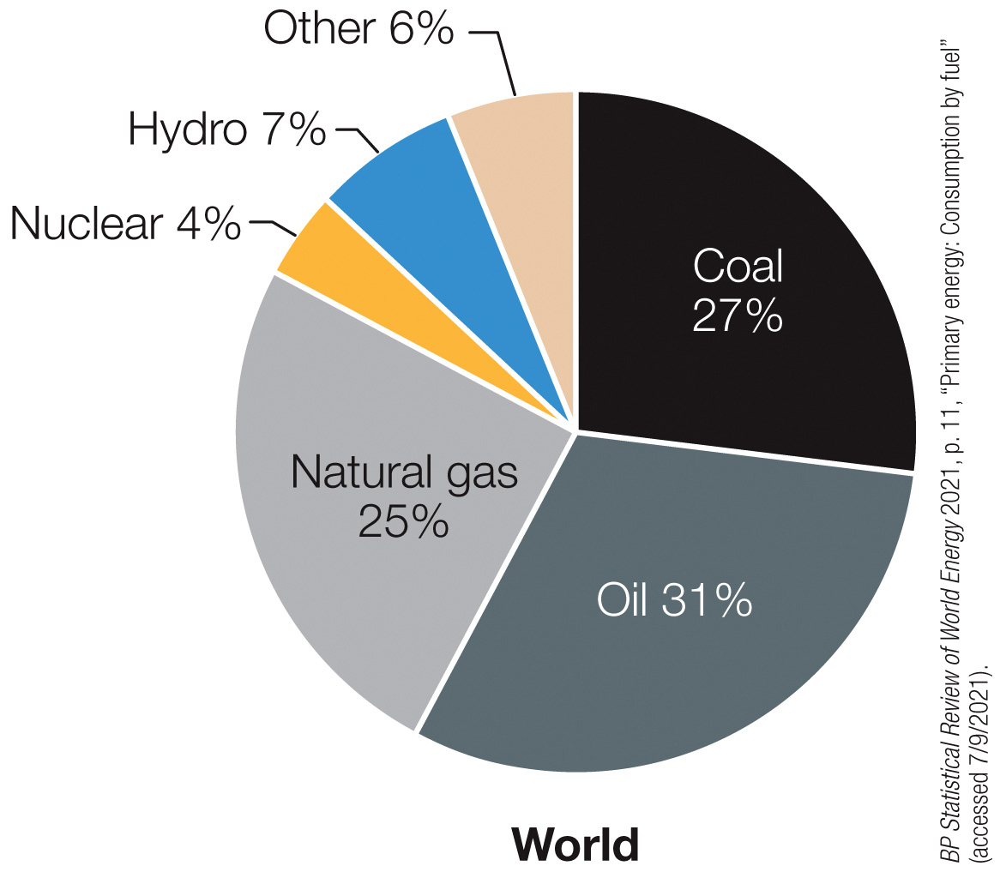 Other 6%
Hydro 7%
Nuclear 4%
Coal
27%
Natural gas
25%
Oil 31%
World
BP Statistical Review of World Energy 2021, p. 11, “Primary energy: Consumption by fuel”
(accessed 7/9/2021).